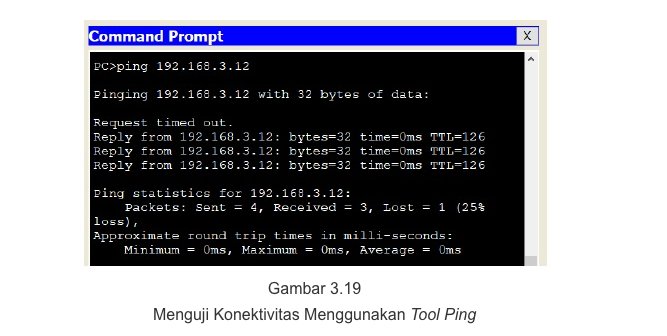 Command Prompt X
PC>ping 192.168.3.12
Pinging 192.168.3.12 with 32 bytes of data:
Request timed out.
Reply from 192.168.3.12: bytes=32 time=0ms TTL=126
Reply from 192.168.3.12: bytes=32 time=0ms TTL=126
Reply from 192.168.3.12: bytes=32 time=0ms TTL=126
Ping statistics for 192.168.3.12:
Packets: Sent = 4, Received = 3, Lost = 1 (25%
loss),
Approximate round trip times in milli-seconds:
Minimum = 0ms, Maximum = 0ms, Average = 0ms
Gambar 3.19
Menguji Konektivitas Menggunakan Tool Ping